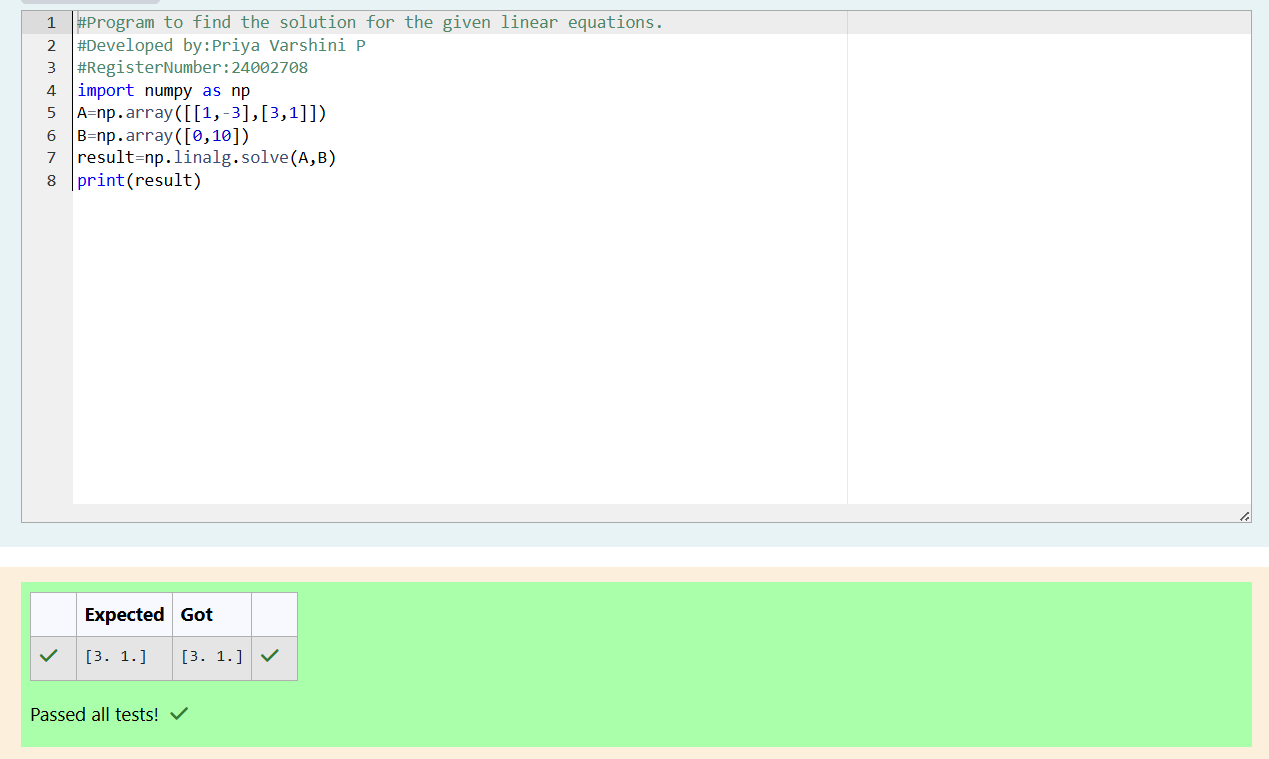 1 #Program to find the solution for the given linear equations.
2 #Developed by:Priya Varshini P
3 #RegisterNumber:24002708
4 import numpy as np
5 A=np.array([[1,-3],[3,1]])
6 B=np.array([0,10])
7 result=np.linalg.solve(A,B)
8 print(result)
Expected Got
[3. 1.] [3. 1.]
Passed all tests!